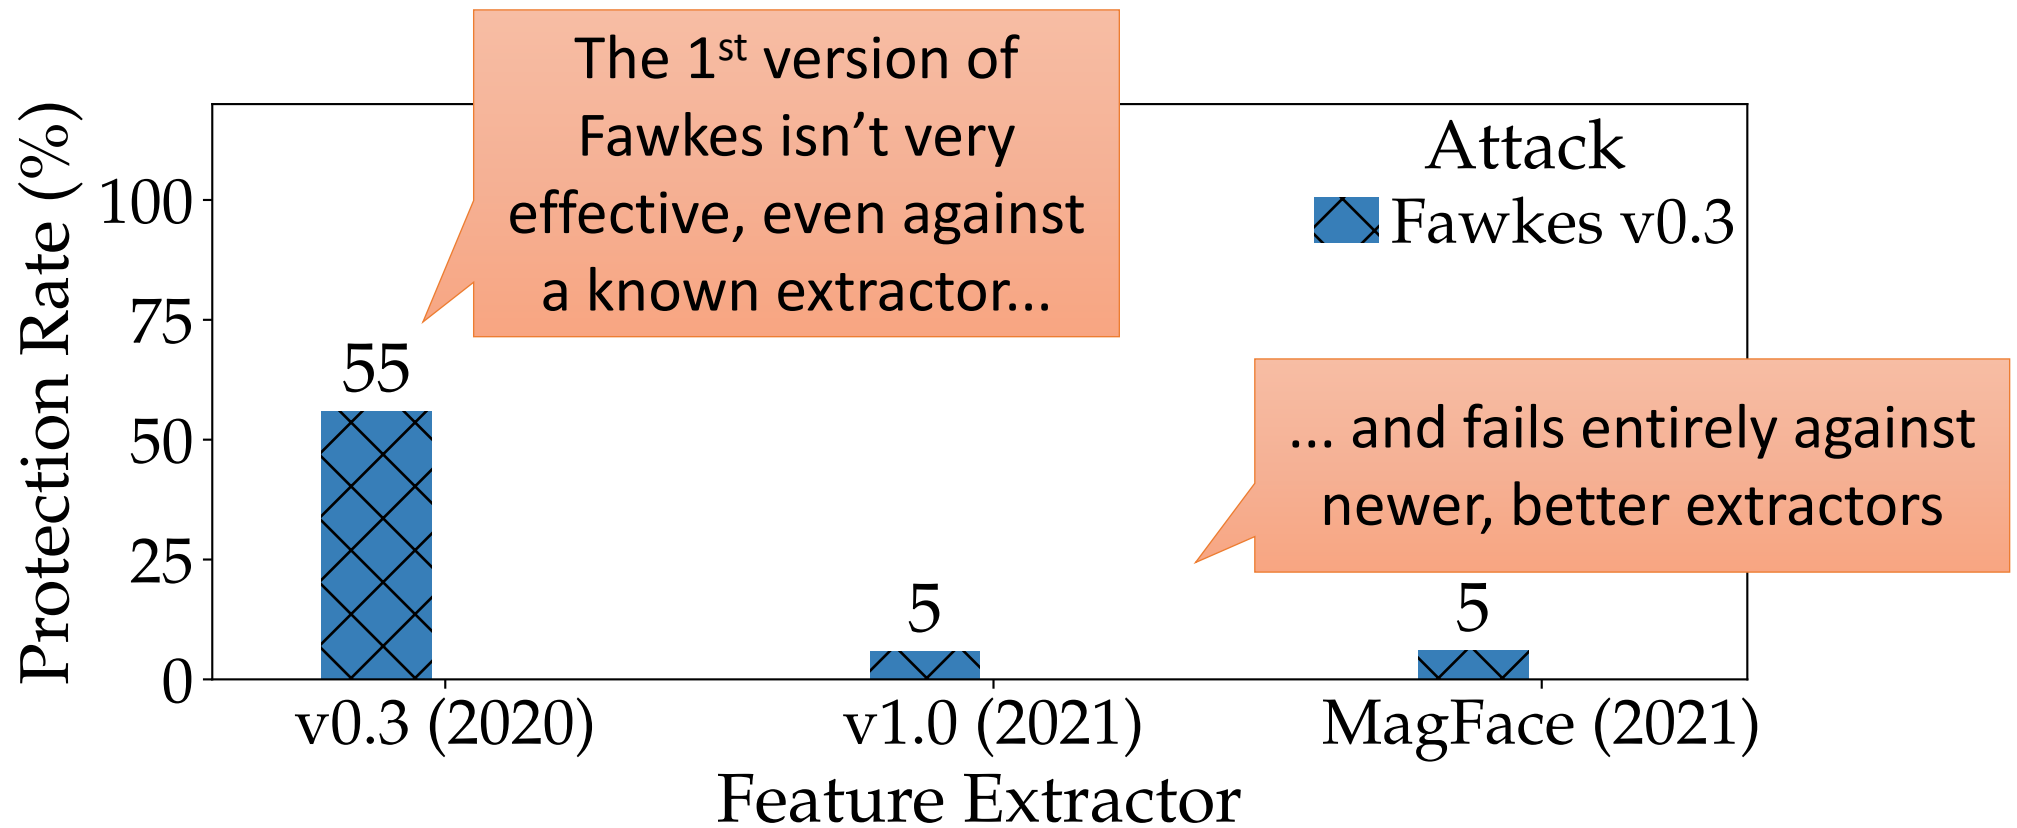 The 1st version of
Fawkes isn’t very
effective, even against
a known extractor...
Attack
Fawkes v0.3
... and fails entirely against
newer, better extractors
Protection Rate (%)
100
75
50
25
0
55
5
5
v0.3 (2020)
v1.0 (2021)
MagFace (2021)
Feature Extractor